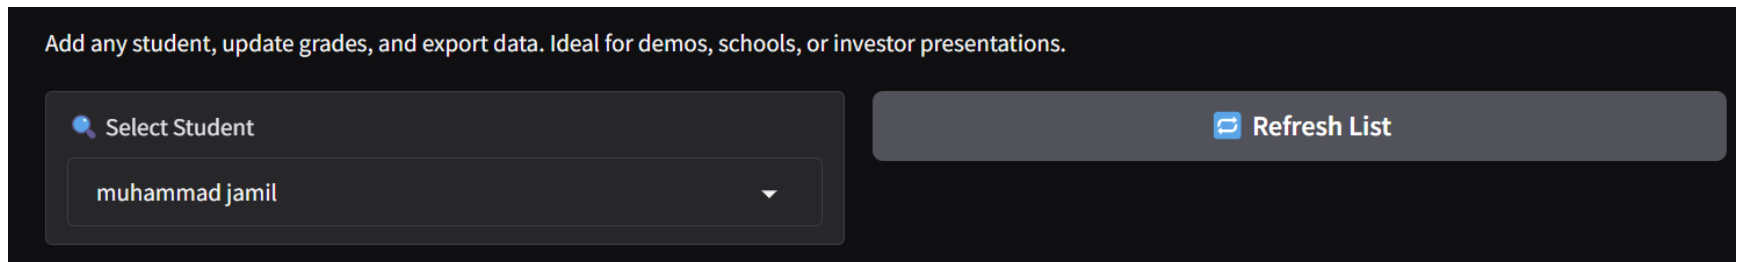 Add any student, update grades, and export data. Ideal for demos, schools, or investor presentations.
🔍 Select Student
🔁 Refresh List
muhammad jamil